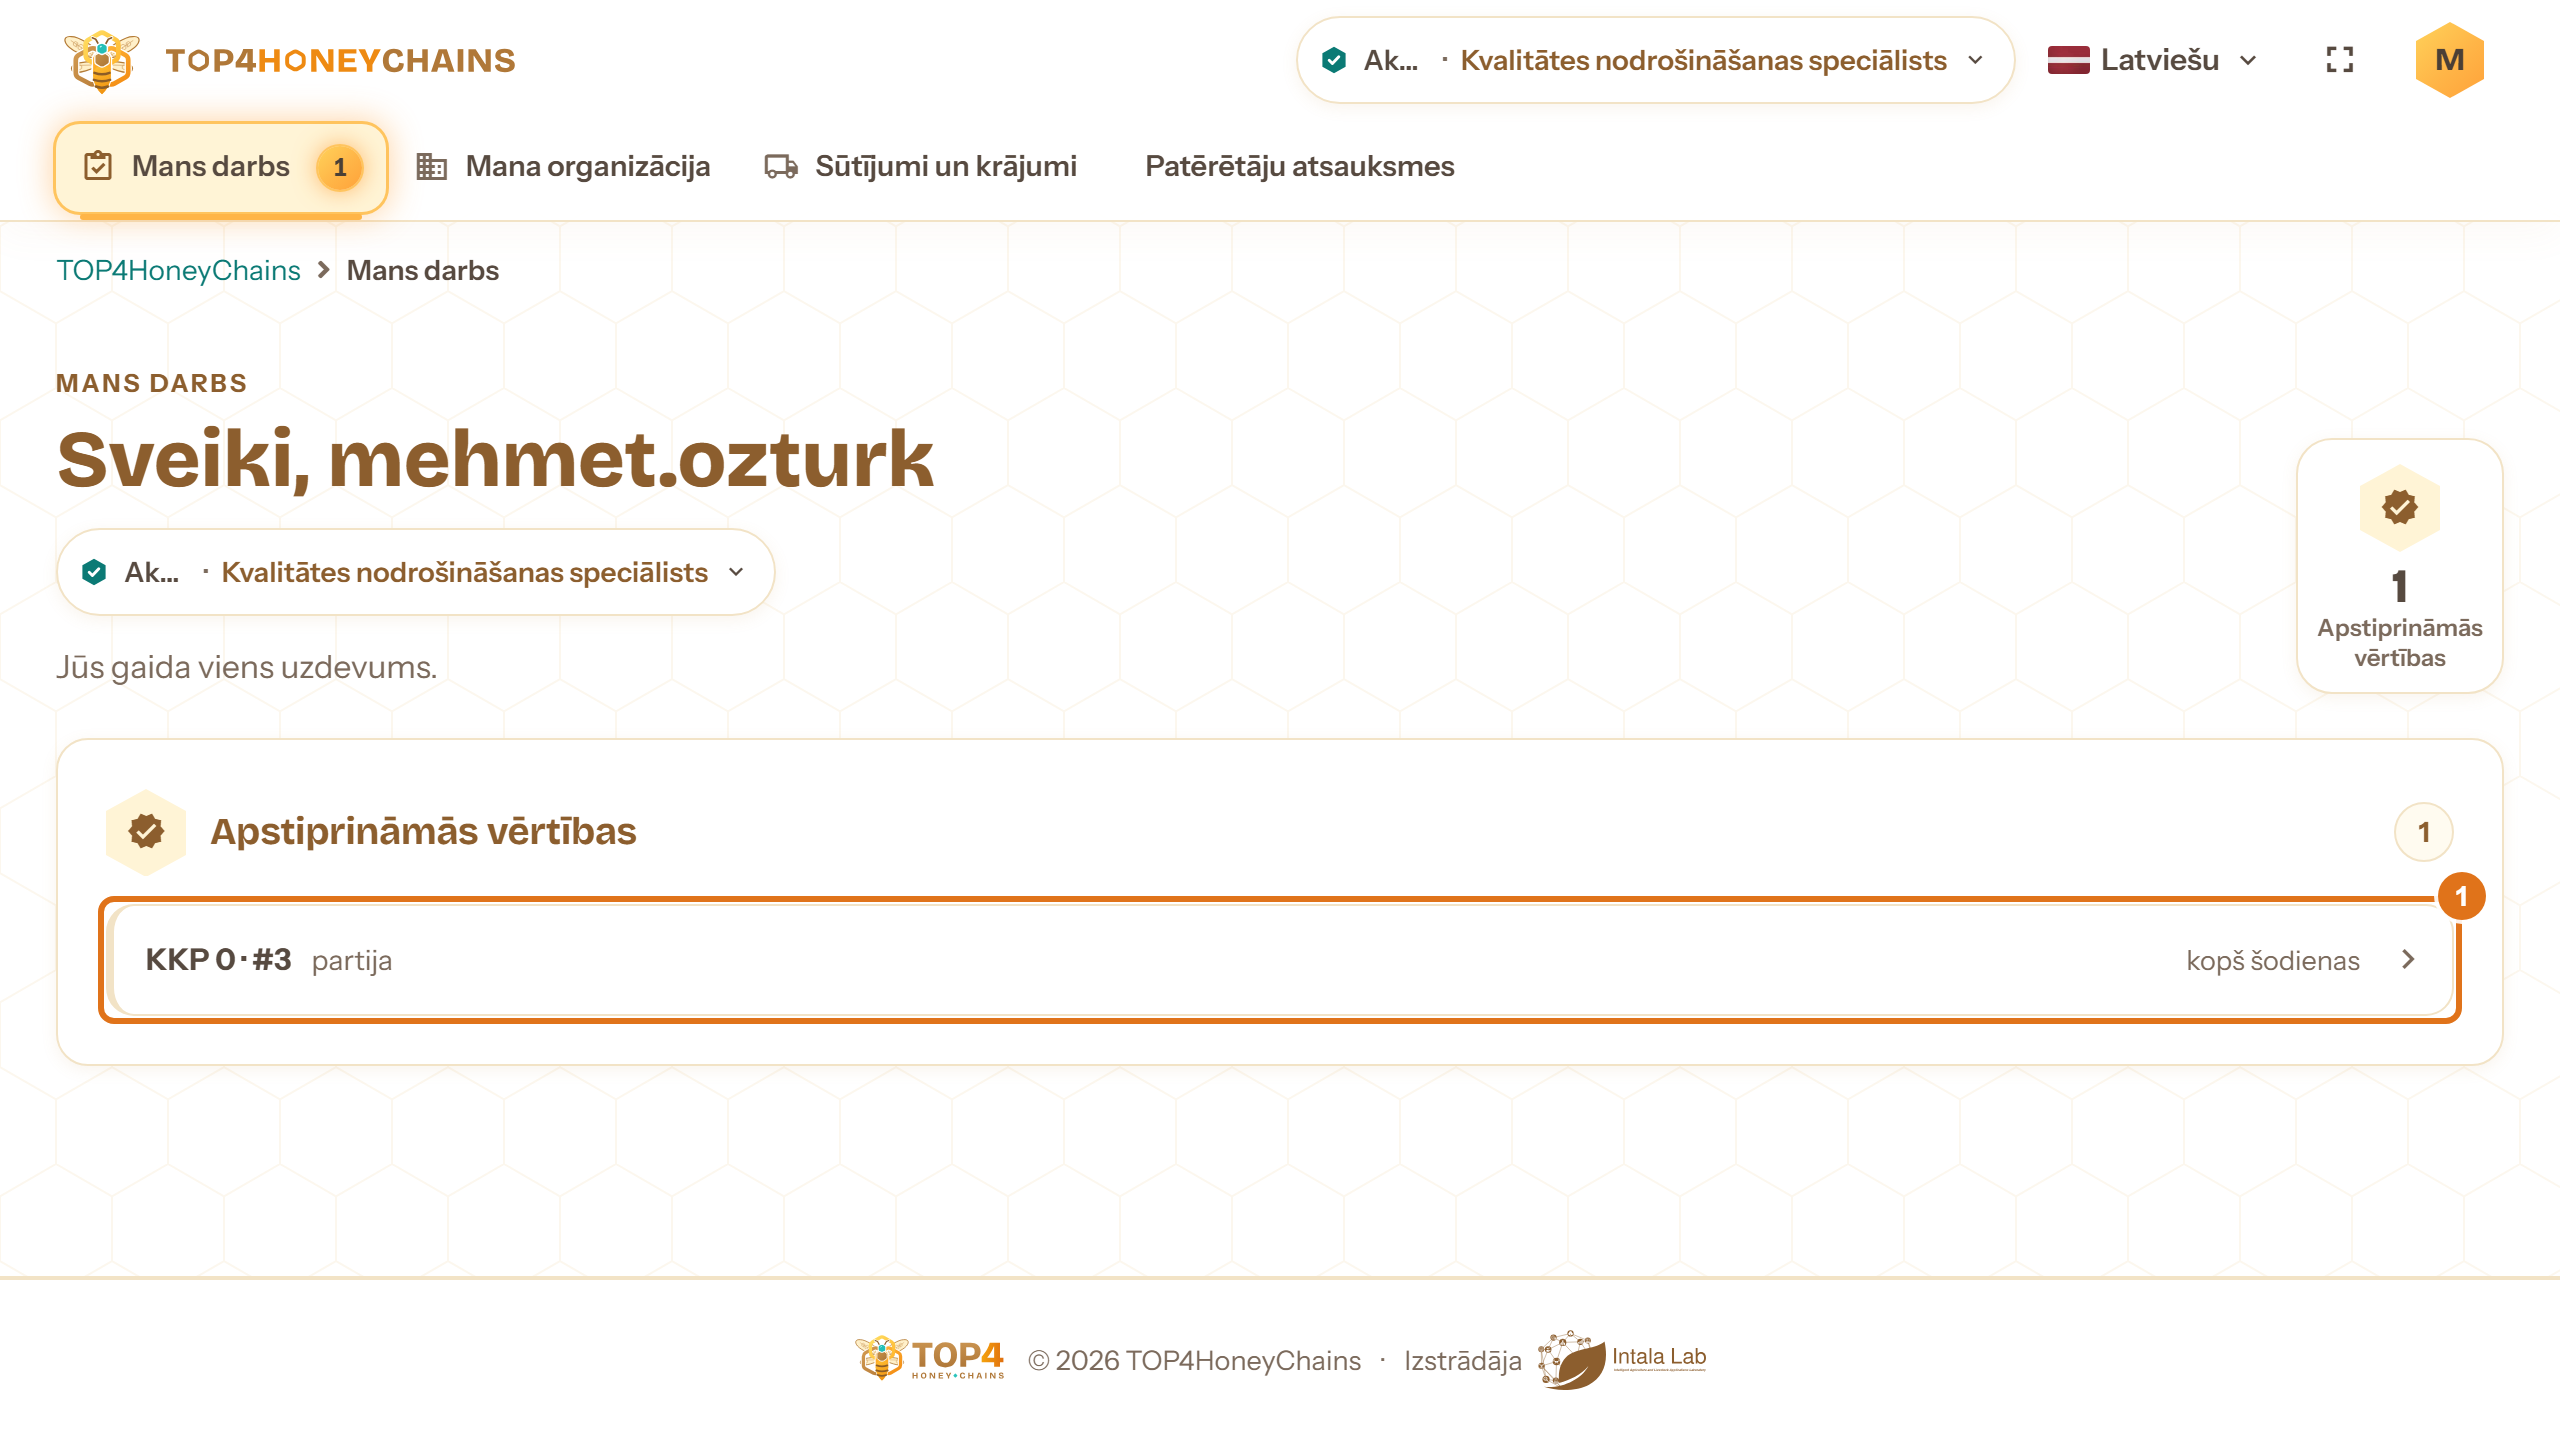 TOP4HONEYCHAINS
Ak... · Kvalitātes nodrošināšanas speciālists
Latviešu
M
Mans darbs 1
Mana organizācija
Sūtījumi un krājumi
Patērētāju atsauksmes
TOP4HoneyChains > Mans darbs
MANS DARBS
Sveiki, mehmet.ozturk
Ak... · Kvalitātes nodrošināšanas speciālists
Jūs gaida viens uzdevums.
1
Apstiprināmās
vērtības
Apstiprināmās vērtības
1
1
KKP 0 · #3 partija
kopš šodienas
TOP4
HONEY CHAINS
© 2026 TOP4HoneyChains · Izstrādāja
Intala Lab